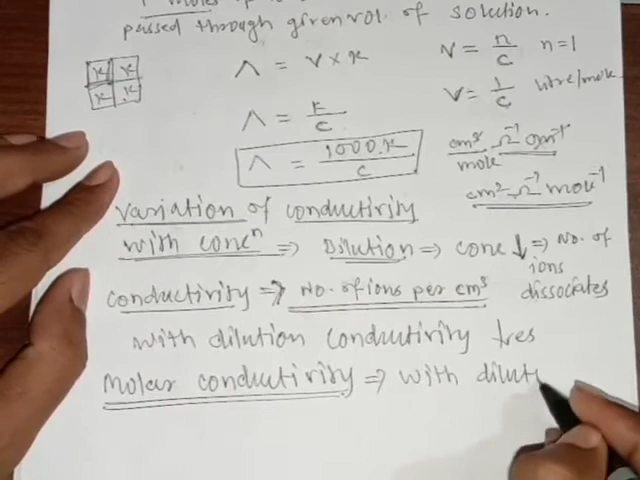 moles
passed through given vol. of solution.
K K
K K
Λ = V × K
V = n/c n=1
V = 1/c litre/mole
Λ = K/c
Λ = 1000.K/c
cm³/mole Ω⁻¹ cm⁻¹
cm² Ω⁻¹ mol⁻¹
Variation of conductivity
with concⁿ ⇒ Dilution ⇒ conc ↓ ⇒ No. of
ions
dissociates
conductivity ⇒ No. of ions per cm³
with dilution conductivity ↓res
Molar conductivity ⇒ with dilut